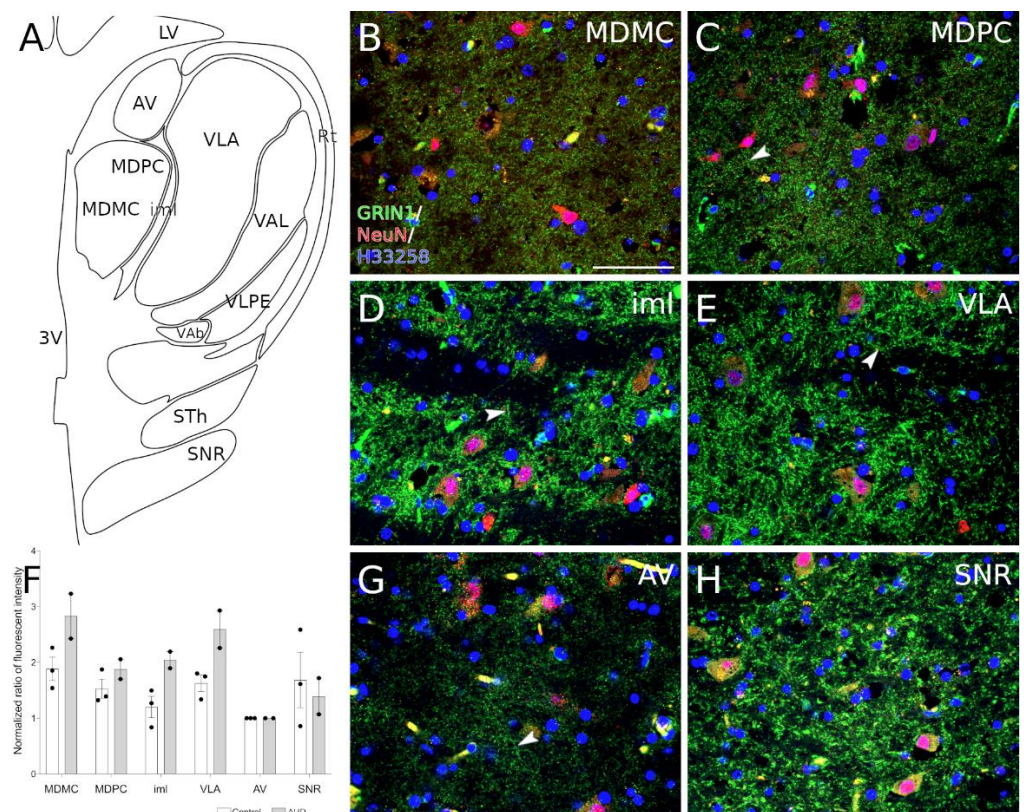 A
LV
AV
VLA
Rt
MDPC
MDMC
iml
VAL
VLPE
VAb
3V
STh
SNR
B
MDMC
GRIN1/
NeuN/
H33258
C
MDPC
D
iml
E
VLA
F
Normalized ratio of fluorescent intensity
4
3
2
1
0
MDMC MDPC iml VLA AV SNR
Control AUD
G
AV
H
SNR